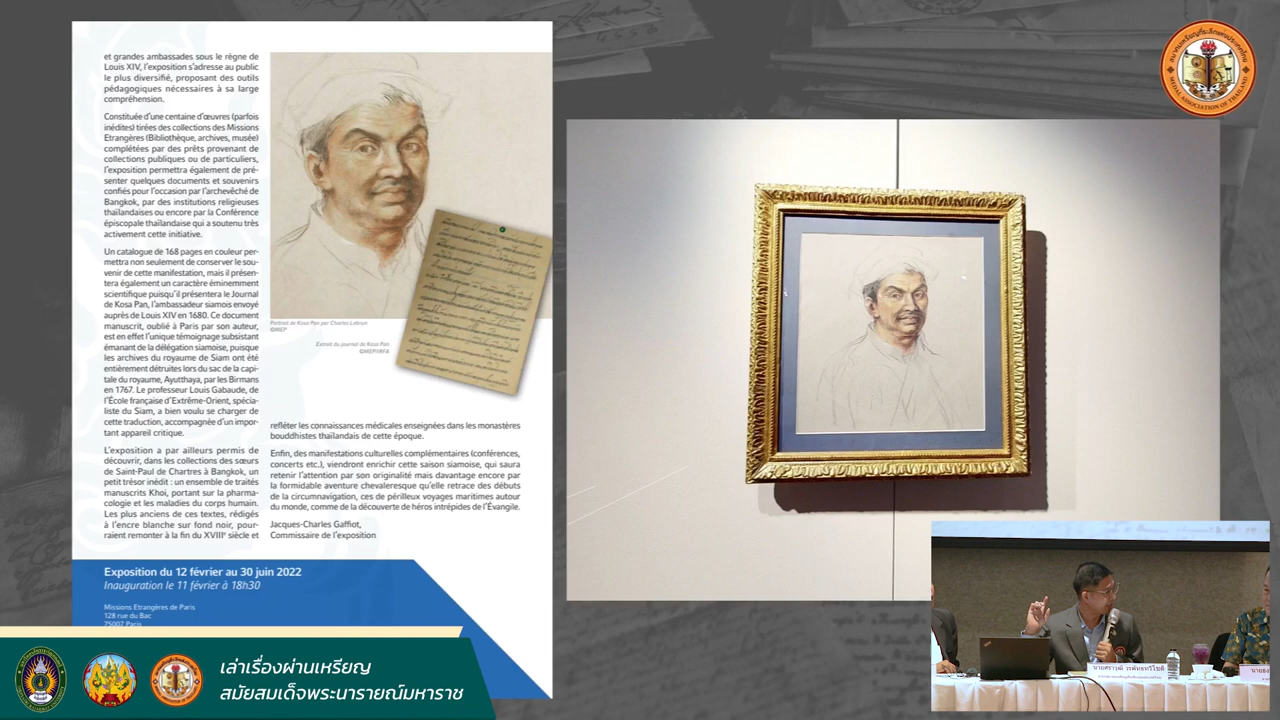 et grandes ambassades sous le règne de
Louis XIV, l'exposition s'adresse au public
le plus diversifié, proposant des outils
pédagogiques nécessaires à sa large
compréhension.
Constituée d'une centaine d'œuvres (parfois
inédites) tirées des collections des Missions
Etrangères (Bibliothèque, archives, musée)
complétées par des prêts provenant de
collections publiques ou de particuliers,
l'exposition permettra également de pré-
senter quelques documents et souvenirs
confiés pour l'occasion par l'archevêché de
Bangkok, par des institutions religieuses
thaïlandaises ou encore par la Conférence
épiscopale thaïlandaise qui a soutenu très
activement cette initiative.
Un catalogue de 168 pages en couleur per-
mettra non seulement de conserver le sou-
venir de cette manifestation, mais il présen-
tera également un caractère éminemment
scientifique puisqu'il présentera le Journal
de Kosa Pan, l'ambassadeur siamois envoyé
auprès de Louis XIV en 1680. Ce document
manuscrit, oublié à Paris par son auteur,
est en effet l'unique témoignage subsistant
émanant de la délégation siamoise, puisque
les archives du royaume de Siam ont été
entièrement détruites lors du sac de la capi-
tale du royaume, Ayutthaya, par les Birmans
en 1767. Le professeur Louis Gabaude, de
l'École française d'Extrême-Orient, spécia-
liste du Siam, a bien voulu se charger de
cette traduction, accompagnée d'un impor-
tant appareil critique.
L'exposition a par ailleurs permis de
découvrir, dans les collections des sœurs
de Saint-Paul de Chartres à Bangkok, un
petit trésor inédit : un ensemble de traités
manuscrits Khoi, portant sur la pharma-
cologie et les maladies du corps humain.
Les plus anciens de ces textes, rédigés
à l'encre blanche sur fond noir, pour-
raient remonter à la fin du XVIIIe siècle et
Portrait de Kosa Pan par Charles Lebrun
©MEP
Extrait du journal de Kosa Pan
©MEP/IRFA
refléter les connaissances médicales enseignées dans les monastères
bouddhistes thaïlandais de cette époque.
Enfin, des manifestations culturelles complémentaires (conférences,
concerts etc.), viendront enrichir cette saison siamoise, qui saura
retenir l'attention par son originalité mais davantage encore par
la formidable aventure chevaleresque qu'elle retrace des débuts
de la circumnavigation, ces de périlleux voyages maritimes autour
du monde, comme de la découverte de héros intrépides de l'Évangile.
Jacques-Charles Gaffiot,
Commissaire de l'exposition
Exposition du 12 février au 30 juin 2022
Inauguration le 11 février à 18h30
Missions Etrangères de Paris
128 rue du Bac
75007 Paris
เล่าเรื่องผ่านเหรียญ
สมัยสมเด็จพระนารายณ์มหาราช
MEDAL ASSOCIATION OF THAILAND